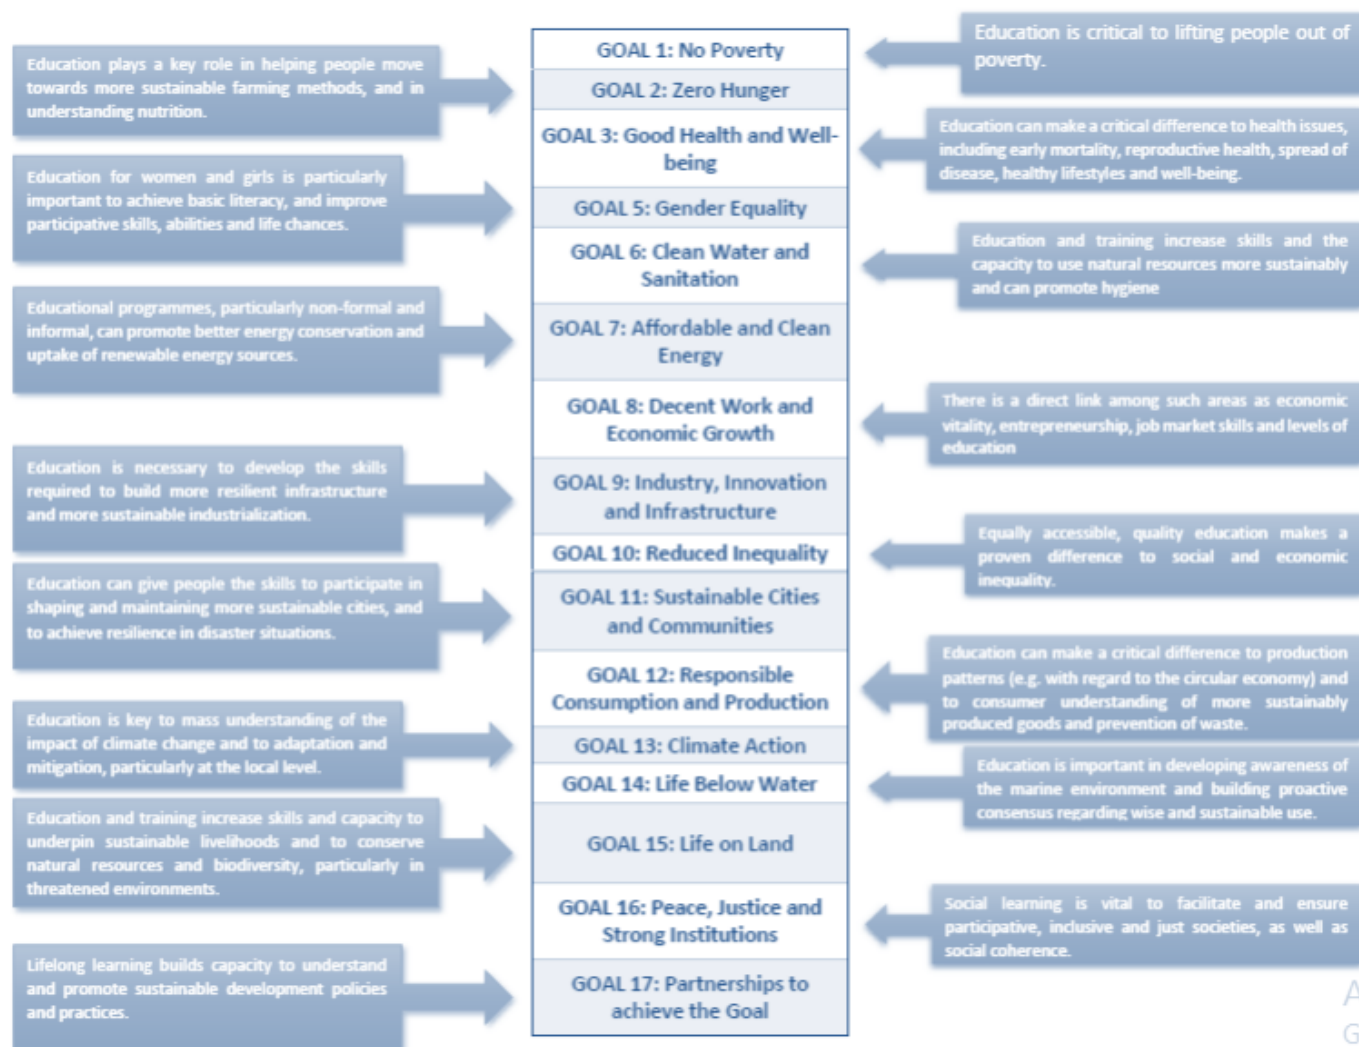 Education is critical to lifting people out of
poverty.
GOAL 1: No Poverty
Education plays a key role in helping people move
towards more sustainable farming methods, and in
understanding nutrition.
GOAL 2: Zero Hunger
GOAL 3: Good Health and Well-
being
Education can make a critical difference to health issues,
including early mortality, reproductive health, spread of
disease, healthy lifestyles and well-being.
Education for women and girls is particularly
important to achieve basic literacy, and improve
participative skills, abilities and life chances.
GOAL 5: Gender Equality
GOAL 6: Clean Water and
Sanitation
Education and training increase skills and the
capacity to use natural resources more sustainably
and can promote hygiene
Educational programmes, particularly non-formal and
informal, can promote better energy conservation and
uptake of renewable energy sources.
GOAL 7: Affordable and Clean
Energy
GOAL 8: Decent Work and
Economic Growth
There is a direct link among such areas as economic
vitality, entrepreneurship, job market skills and levels of
education
Education is necessary to develop the skills
required to build more resilient infrastructure
and more sustainable industrialization.
GOAL 9: Industry, Innovation
and Infrastructure
GOAL 10: Reduced Inequality
Equally accessible, quality education makes a
proven difference to social and economic
inequality.
Education can give people the skills to participate in
shaping and maintaining more sustainable cities, and
to achieve resilience in disaster situations.
GOAL 11: Sustainable Cities
and Communities
GOAL 12: Responsible
Consumption and Production
Education can make a critical difference to production
patterns (e.g. with regard to the circular economy) and
to consumer understanding of more sustainably
produced goods and prevention of waste.
Education is key to mass understanding of the
impact of climate change and to adaptation and
mitigation, particularly at the local level.
GOAL 13: Climate Action
GOAL 14: Life Below Water
Education is important in developing awareness of
the marine environment and building proactive
consensus regarding wise and sustainable use.
Education and training increase skills and capacity to
underpin sustainable livelihoods and to conserve
natural resources and biodiversity, particularly in
threatened environments.
GOAL 15: Life on Land
GOAL 16: Peace, Justice and
Strong Institutions
Social learning is vital to facilitate and ensure
participative, inclusive and just societies, as well as
social coherence.
Lifelong learning builds capacity to understand
and promote sustainable development policies
and practices.
GOAL 17: Partnerships to
achieve the Goal
A
G